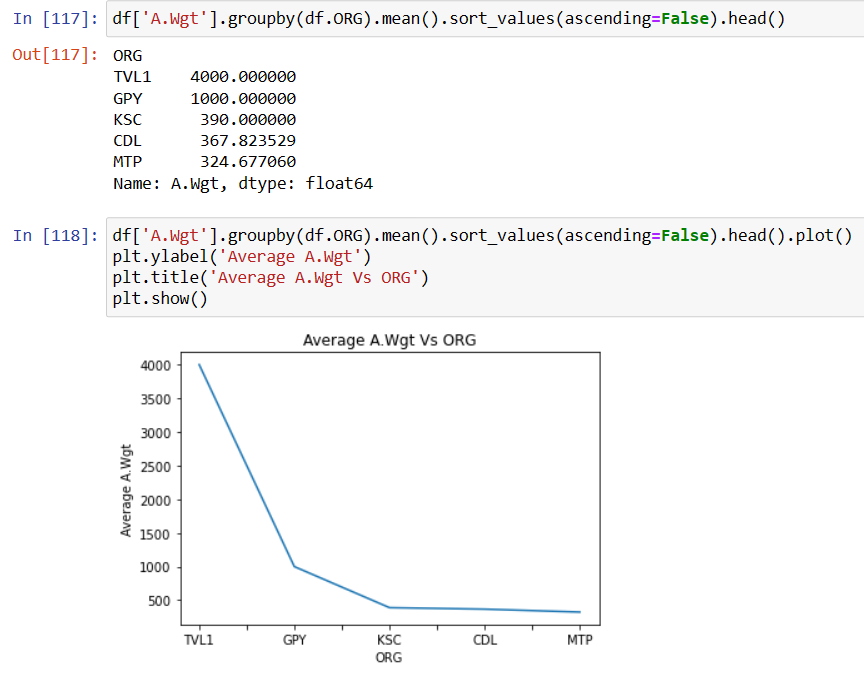 In [117]: df['A.Wgt'].groupby(df.ORG).mean().sort_values(ascending=False).head()
Out[117]: ORG
TVL1    4000.000000
GPY     1000.000000
KSC      390.000000
CDL      367.823529
MTP      324.677060
Name: A.Wgt, dtype: float64
In [118]: df['A.Wgt'].groupby(df.ORG).mean().sort_values(ascending=False).head().plot()
plt.ylabel('Average A.Wgt')
plt.title('Average A.Wgt Vs ORG')
plt.show()
Average A.Wgt Vs ORG
4000
3500
3000
2500
2000
1500
1000
500
Average A.Wgt
TVL1 GPY KSC CDL MTP
ORG